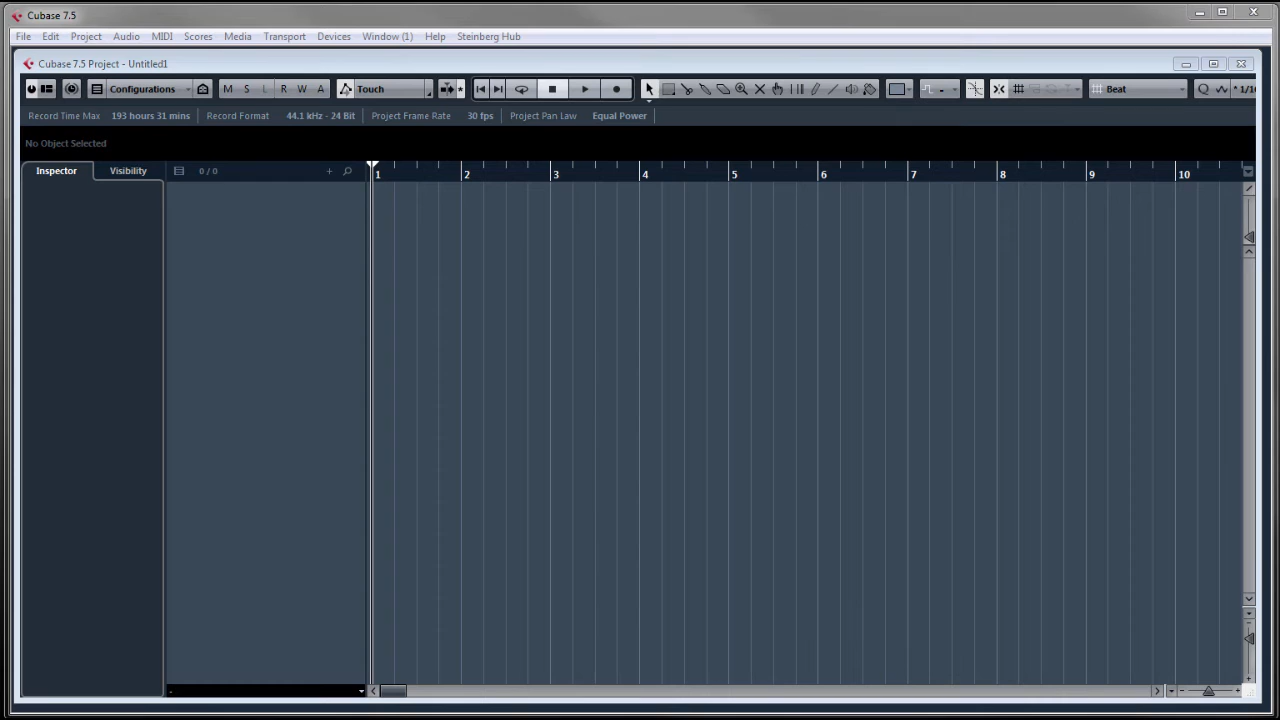 Cubase 7.5
File Edit Project Audio MIDI Scores Media Transport Devices Window (1) Help Steinberg Hub
Cubase 7.5 Project - Untitled1
Configurations M S L R W A Touch Beat Q
Record Time Max 193 hours 31 mins Record Format 44.1 kHz - 24 Bit Project Frame Rate 30 fps Project Pan Law Equal Power
No Object Selected
Inspector Visibility 0 / 0 + 1 2 3 4 5 6 7 8 9 10